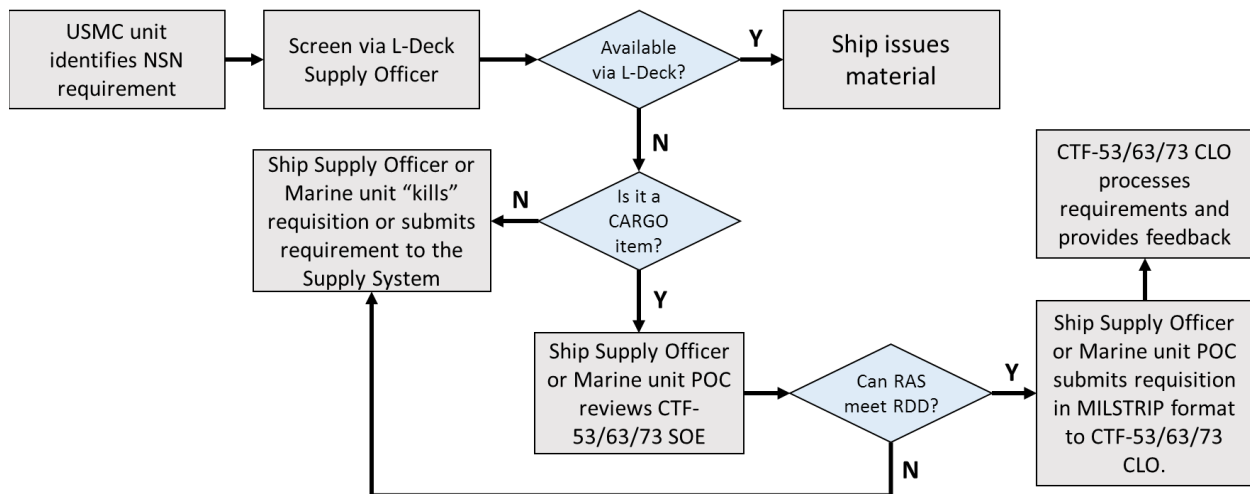 USMC unit
identifies NSN
requirement
Screen via L-Deck
Supply Officer
Available
via L-Deck?
Y
Ship issues
material
N
Is it a
CARGO
item?
N
Ship Supply Officer or
Marine unit “kills”
requisition or submits
requirement to the
Supply System
Y
Ship Supply Officer
or Marine unit POC
reviews CTF-
53/63/73 SOE
Can RAS
meet RDD?
Y
N
Ship Supply Officer
or Marine unit POC
submits requisition
in MILSTRIP format
to CTF-53/63/73
CLO.
CTF-53/63/73 CLO
processes
requirements and
provides feedback